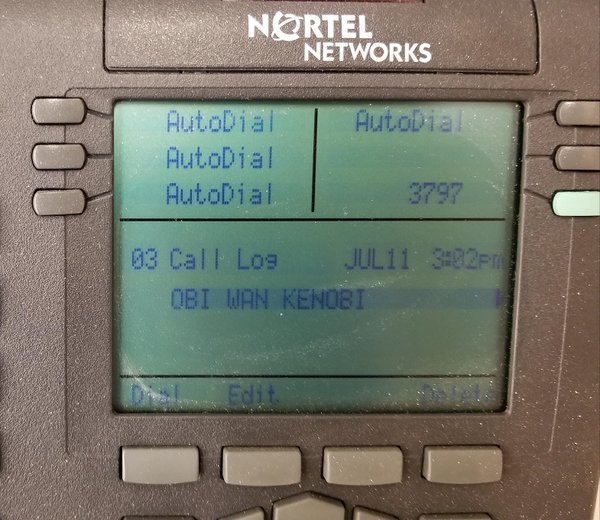 NORTEL
NETWORKS
AutoDial AutoDial
AutoDial
AutoDial 3797
03 Call Log JUL11 3:02pm
OBI WAN KENOBI
Dial Edit Delete